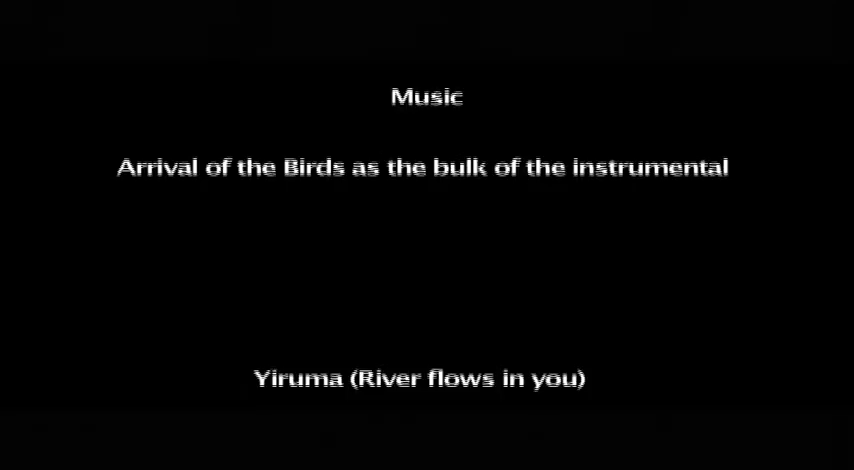 Music
Arrival of the Birds as the bulk of the instrumental
Yiruma (River flows in you)